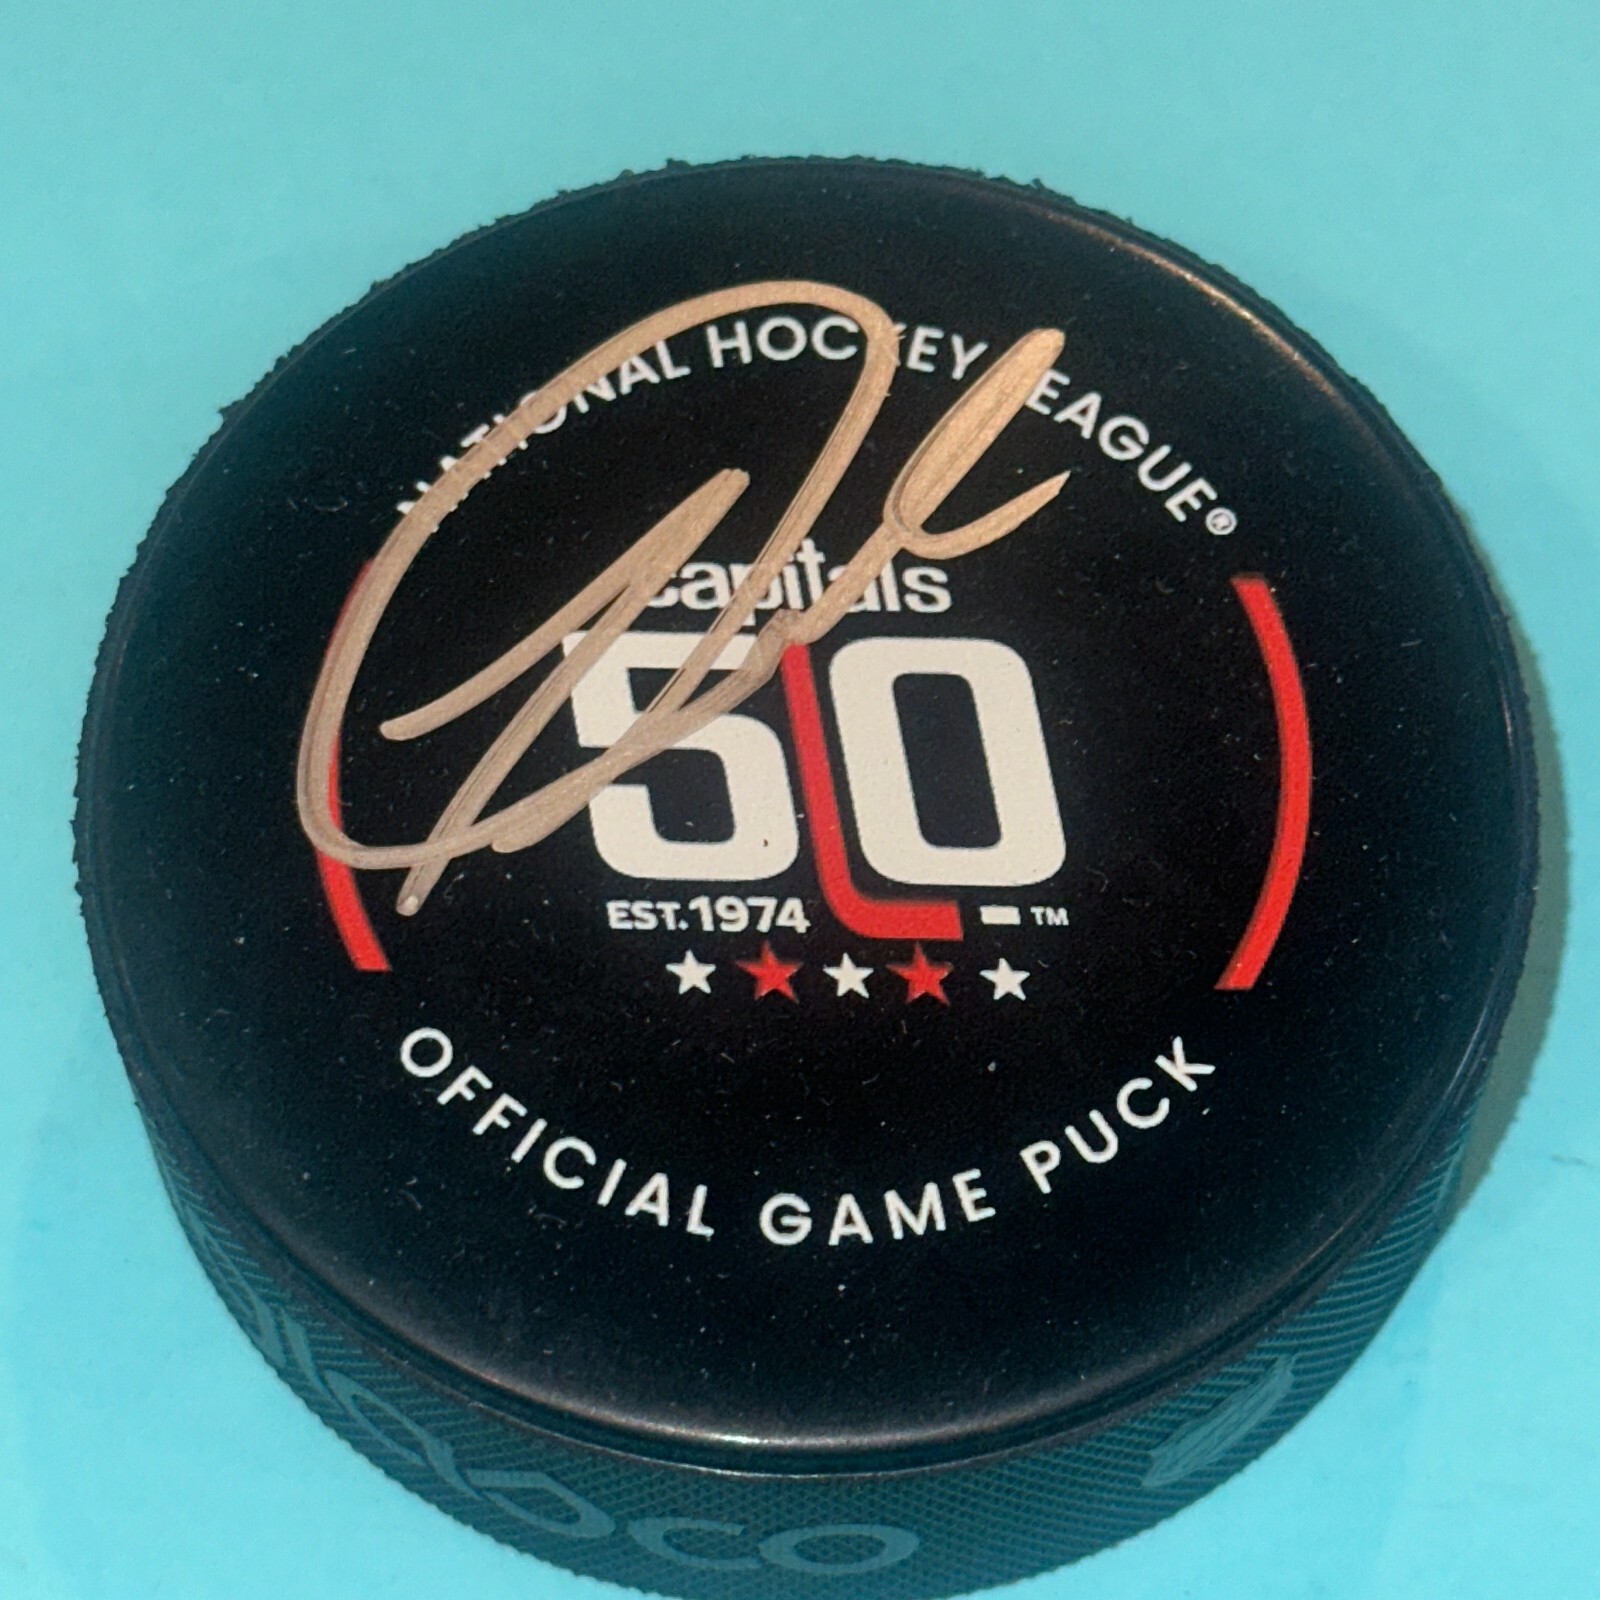 NATIONAL HOCKEY LEAGUE®
capitals
50
EST. 1974 TM
OFFICIAL GAME PUCK